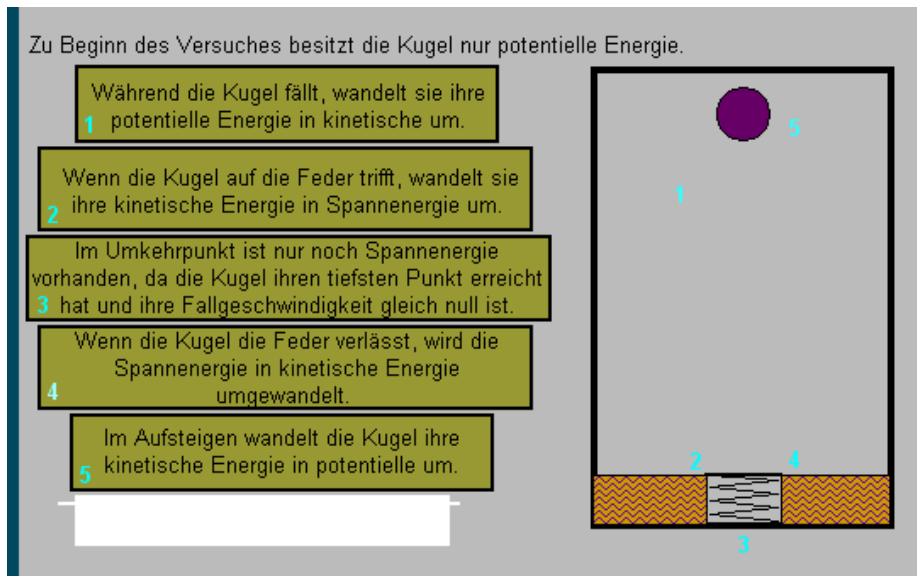 Zu Beginn des Versuches besitzt die Kugel nur potentielle Energie.
Während die Kugel fällt, wandelt sie ihre
1 potentielle Energie in kinetische um.
Wenn die Kugel auf die Feder trifft, wandelt sie
2 ihre kinetische Energie in Spannenergie um.
Im Umkehrpunkt ist nur noch Spannenergie
vorhanden, da die Kugel ihren tiefsten Punkt erreicht
3 hat und ihre Fallgeschwindigkeit gleich null ist.
Wenn die Kugel die Feder verlässt, wird die
Spannenergie in kinetische Energie
4 umgewandelt.
Im Aufsteigen wandelt die Kugel ihre
5 kinetische Energie in potentielle um.
5
1
2 4
3